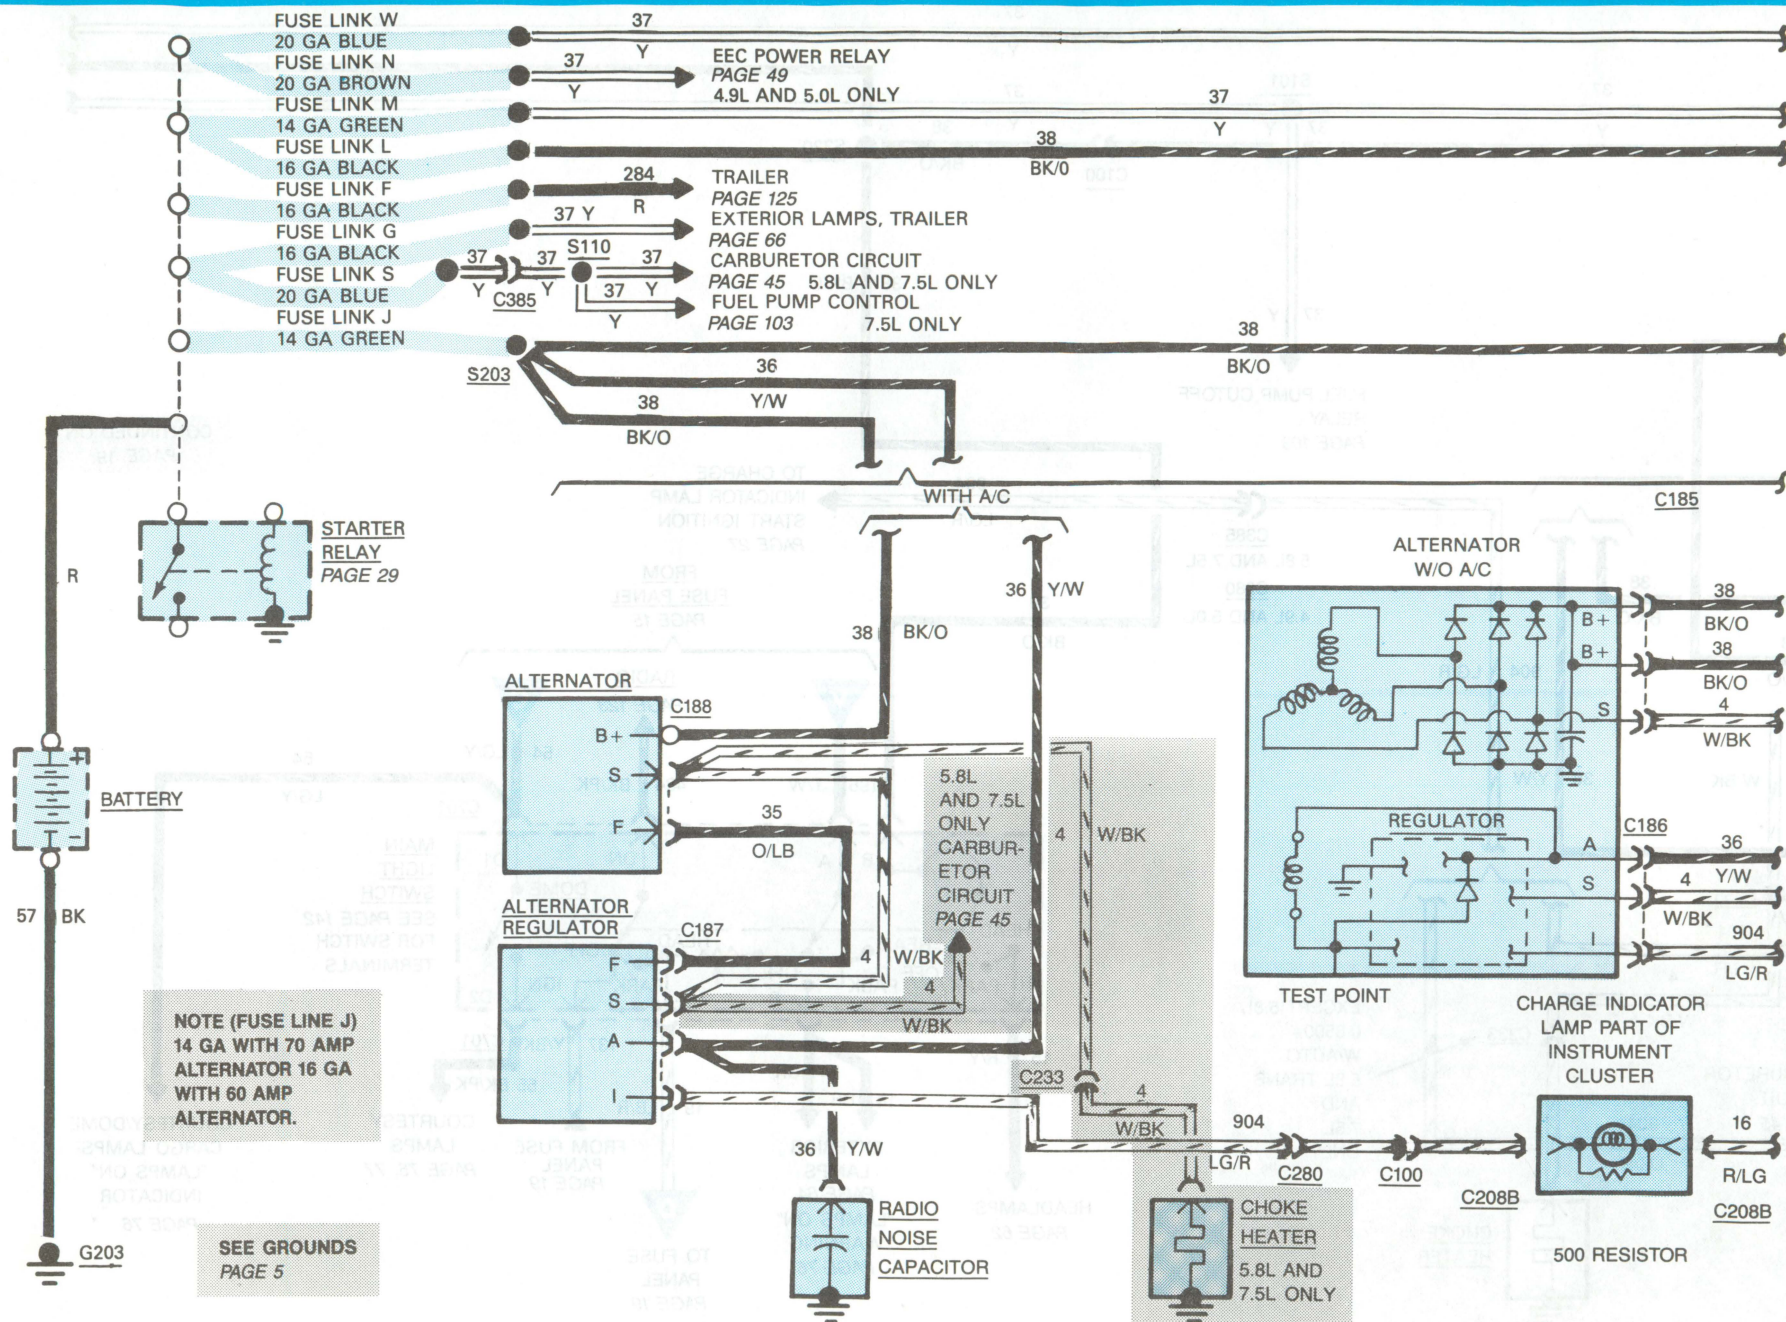 FUSE LINK W
20 GA BLUE
FUSE LINK N
20 GA BROWN
FUSE LINK M
14 GA GREEN
FUSE LINK L
16 GA BLACK
FUSE LINK F
16 GA BLACK
FUSE LINK G
16 GA BLACK
FUSE LINK S
20 GA BLUE
FUSE LINK J
14 GA GREEN
37
Y
37
Y
EEC POWER RELAY
PAGE 49
4.9L AND 5.0L ONLY
37
Y
38
BK/0
284
R
TRAILER
PAGE 125
37 Y
EXTERIOR LAMPS, TRAILER
PAGE 66
37
Y
C385
37
Y
S110
37
Y
CARBURETOR CIRCUIT
PAGE 45 5.8L AND 7.5L ONLY
37
Y
FUEL PUMP CONTROL
PAGE 103 7.5L ONLY
S203
38
BK/O
36
Y/W
38
BK/O
WITH A/C
C185
STARTER
RELAY
PAGE 29
R
BATTERY
+
-
57 BK
G203
NOTE (FUSE LINE J)
14 GA WITH 70 AMP
ALTERNATOR 16 GA
WITH 60 AMP
ALTERNATOR.
SEE GROUNDS
PAGE 5
38 BK/O
36 Y/W
ALTERNATOR
C188
B+
S
F
35
O/LB
ALTERNATOR
REGULATOR
C187
F
S
A
I
4 W/BK
4
W/BK
5.8L
AND 7.5L
ONLY
CARBUR-
ETOR
CIRCUIT
PAGE 45
4 W/BK
C233
4
W/BK
36 Y/W
RADIO
NOISE
CAPACITOR
CHOKE
HEATER
5.8L AND
7.5L ONLY
904
LG/R
C280
C100
C208B
ALTERNATOR
W/O A/C
B+
B+
S
38
BK/O
38
BK/O
4
W/BK
REGULATOR
C186
A
S
I
36
Y/W
4
W/BK
904
LG/R
TEST POINT
CHARGE INDICATOR
LAMP PART OF
INSTRUMENT
CLUSTER
16
R/LG
C208B
500 RESISTOR